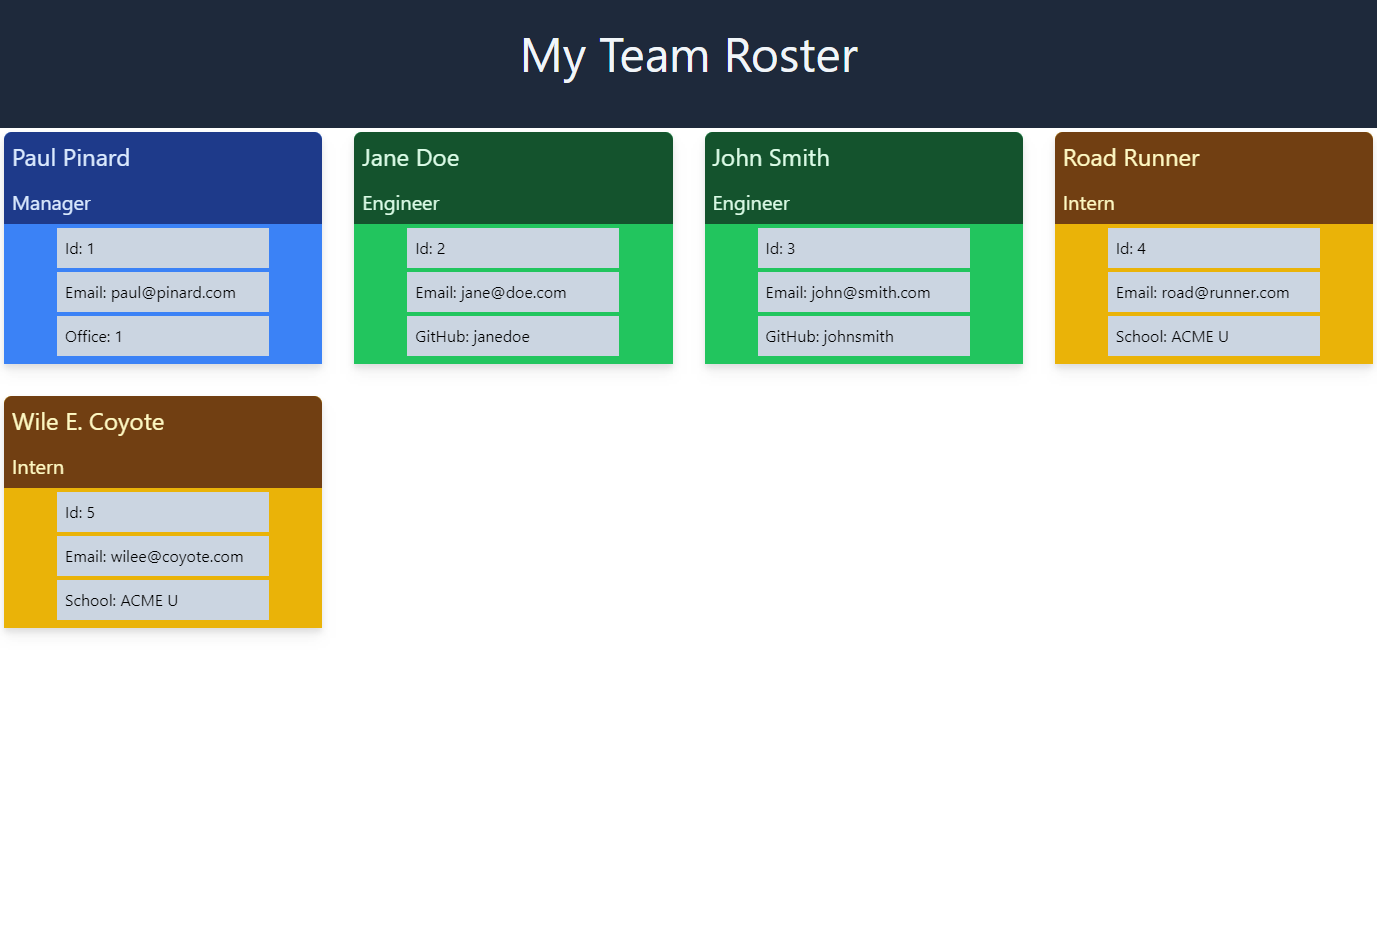 My Team Roster
Paul Pinard
Manager
Id: 1
Email: paul@pinard.com
Office: 1
Jane Doe
Engineer
Id: 2
Email: jane@doe.com
GitHub: janedoe
John Smith
Engineer
Id: 3
Email: john@smith.com
GitHub: johnsmith
Road Runner
Intern
Id: 4
Email: road@runner.com
School: ACME U
Wile E. Coyote
Intern
Id: 5
Email: wilee@coyote.com
School: ACME U